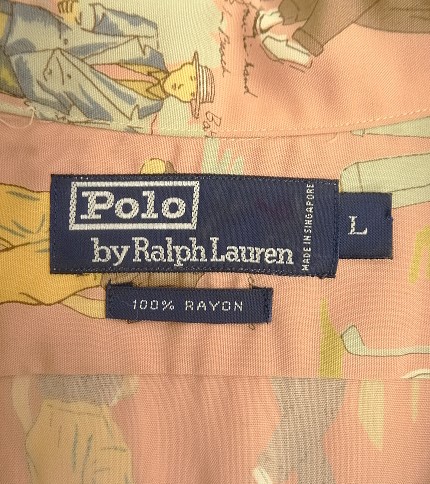 Polo
by Ralph Lauren
MADE IN SINGAPORE
L
100% RAYON